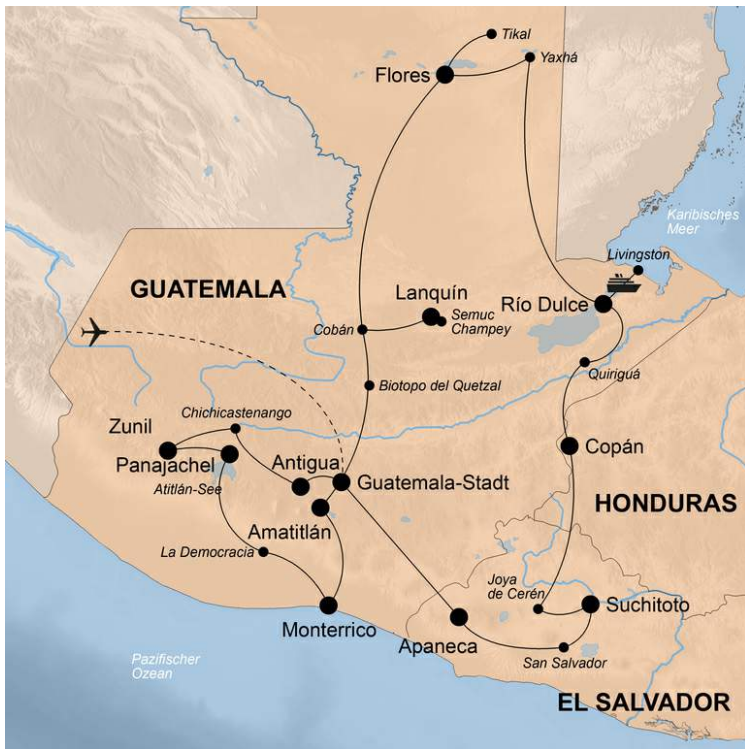 Tikal
Yaxhá
Flores
Karibisches
Meer
Livingston
GUATEMALA
Lanquín
Río Dulce
Semuc
Champey
Cobán
Quiriguá
Biotopo del Quetzal
Chichicastenango
Zunil
Copán
Panajachel
Antigua
Guatemala-Stadt
Atitlán-See
HONDURAS
Amatitlán
La Democracia
Joya
de Cerén
Suchitoto
Monterrico
Apaneca
San Salvador
Pazifischer
Ozean
EL SALVADOR